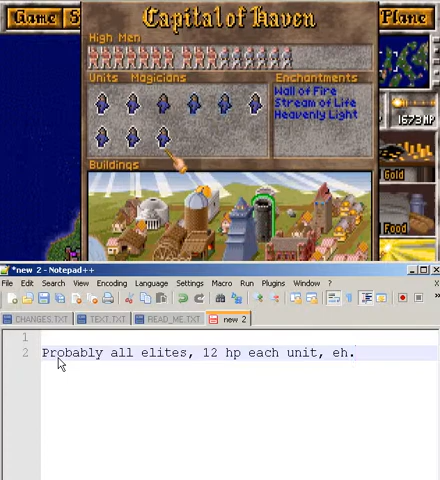 Game
S
Capital of Haven
Plane
High Men
Units Magicians
Enchantments
Wall of Fire
Stream of Life
Heavenly Light
1673 MP
Gold
Buildings
Food
*new 2 - Notepad++
File Edit Search View Encoding Language Settings Macro Run Plugins Window ? X
CHANGES.TXT TEXT.TXT READ_ME.TXT new 2
1
2 Probably all elites, 12 hp each unit, eh.